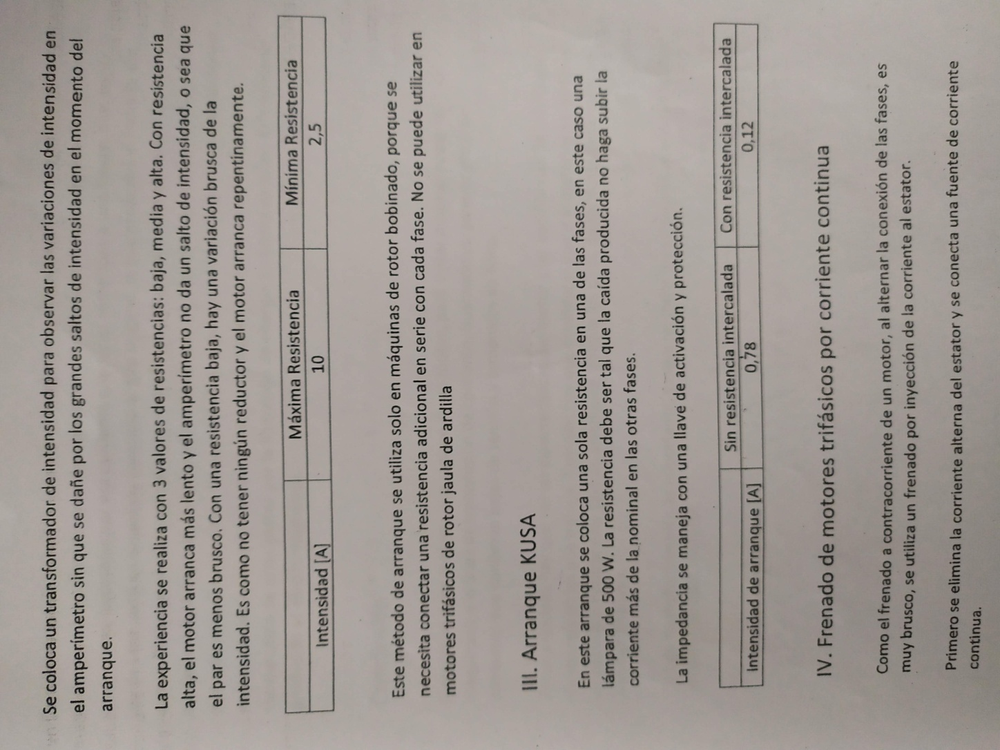 Se coloca un transformador de intensidad para observar las variaciones de intensidad en
el amperímetro sin que se dañe por los grandes saltos de intensidad en el momento del
arranque.
La experiencia se realiza con 3 valores de resistencias: baja, media y alta. Con resistencia
alta, el motor arranca más lento y el amperímetro no da un salto de intensidad, o sea que
el par es menos brusco. Con una resistencia baja, hay una variación brusca de la
intensidad. Es como no tener ningún reductor y el motor arranca repentinamente.
Máxima Resistencia Mínima Resistencia
Intensidad [A] 10 2,5
Este método de arranque se utiliza solo en máquinas de rotor bobinado, porque se
necesita conectar una resistencia adicional en serie con cada fase. No se puede utilizar en
motores trifásicos de rotor jaula de ardilla
III. Arranque KUSA
En este arranque se coloca una sola resistencia en una de las fases, en este caso una
lámpara de 500 W. La resistencia debe ser tal que la caída producida no haga subir la
corriente más de la nominal en las otras fases.
La impedancia se maneja con una llave de activación y protección.
Sin resistencia intercalada Con resistencia intercalada
Intensidad de arranque [A] 0,78 0,12
IV. Frenado de motores trifásicos por corriente continua
Como el frenado a contracorriente de un motor, al alternar la conexión de las fases, es
muy brusco, se utiliza un frenado por inyección de la corriente al estator.
Primero se elimina la corriente alterna del estator y se conecta una fuente de corriente
continua.